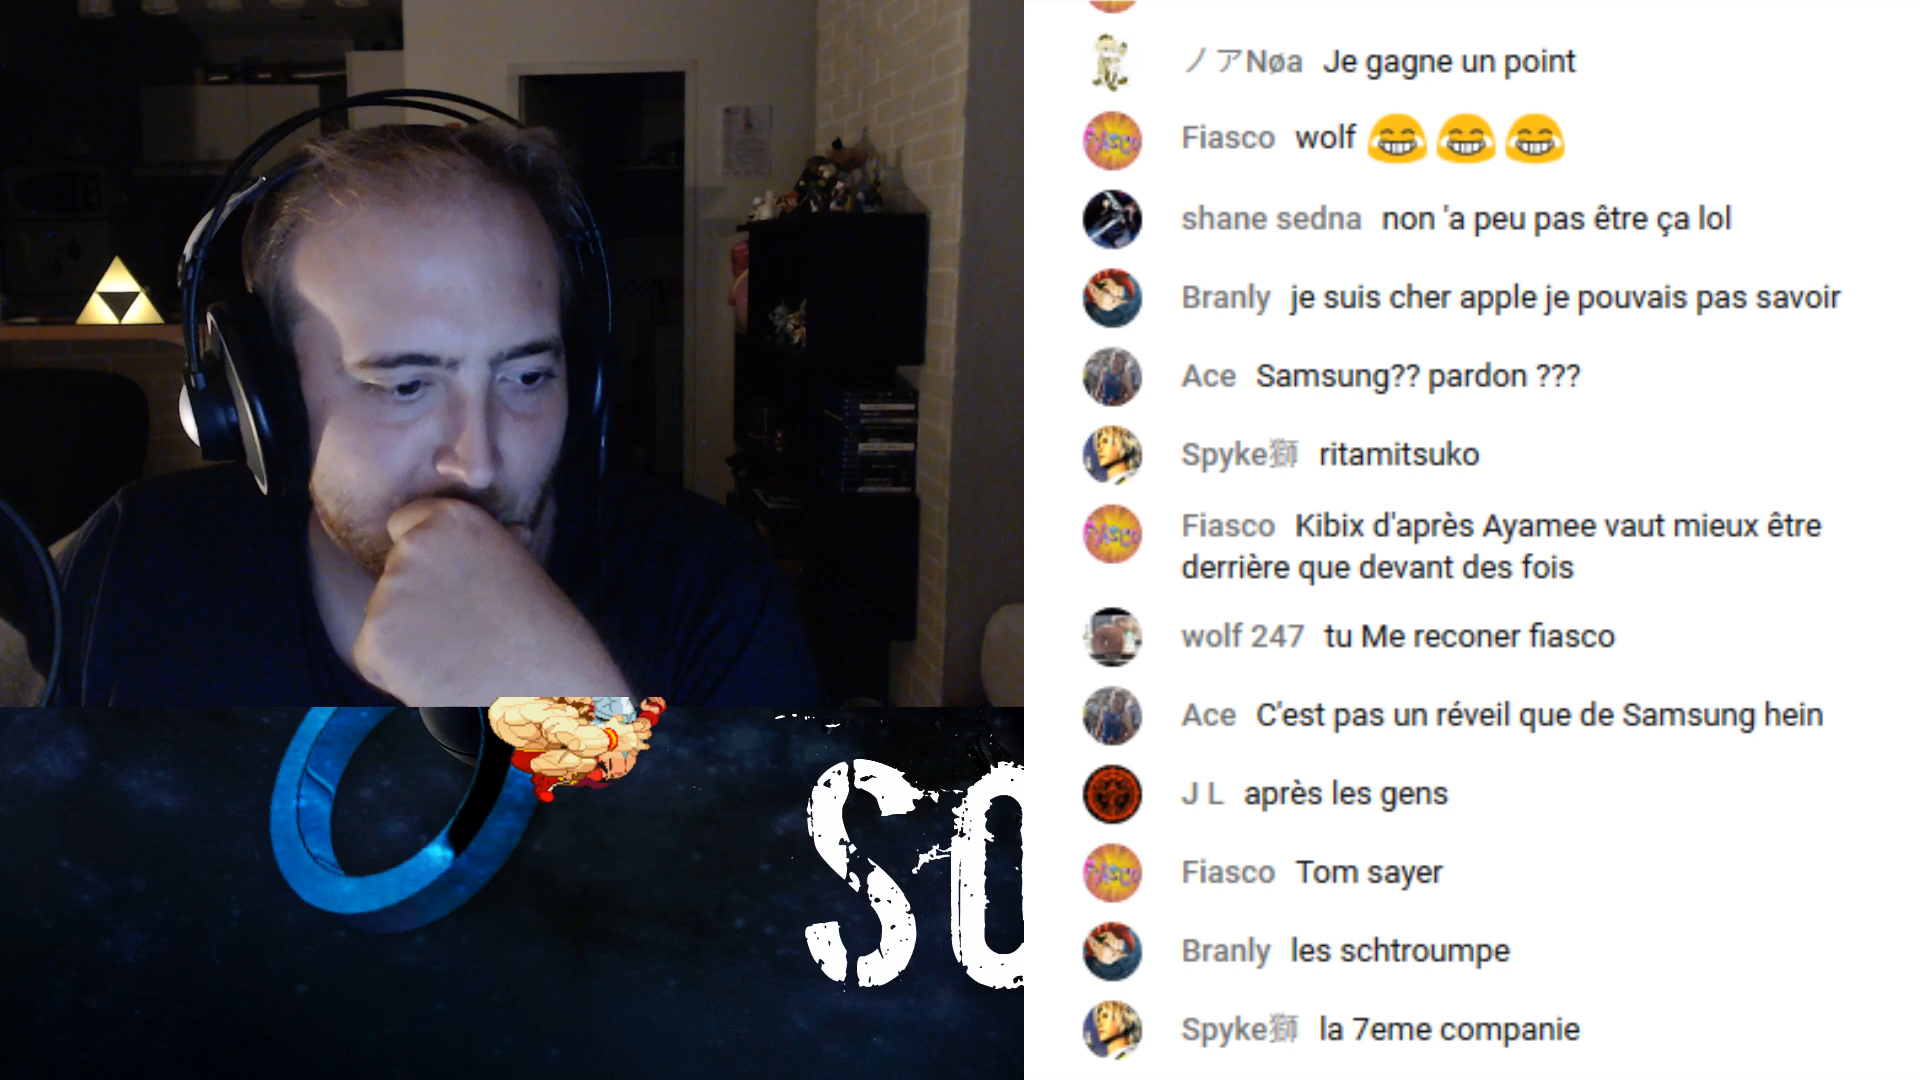 ノアNøa Je gagne un point
Fiasco wolf 😂 😂 😂
shane sedna non 'a peu pas être ça lol
Branly je suis cher apple je pouvais pas savoir
Ace Samsung?? pardon ???
Spyke獅 ritamitsuko
Fiasco Kibix d'après Ayamee vaut mieux être
derrière que devant des fois
wolf 247 tu Me reconer fiasco
Ace C'est pas un réveil que de Samsung hein
J L après les gens
Fiasco Tom sayer
Branly les schtroumpe
Spyke獅 la 7eme companie
SO